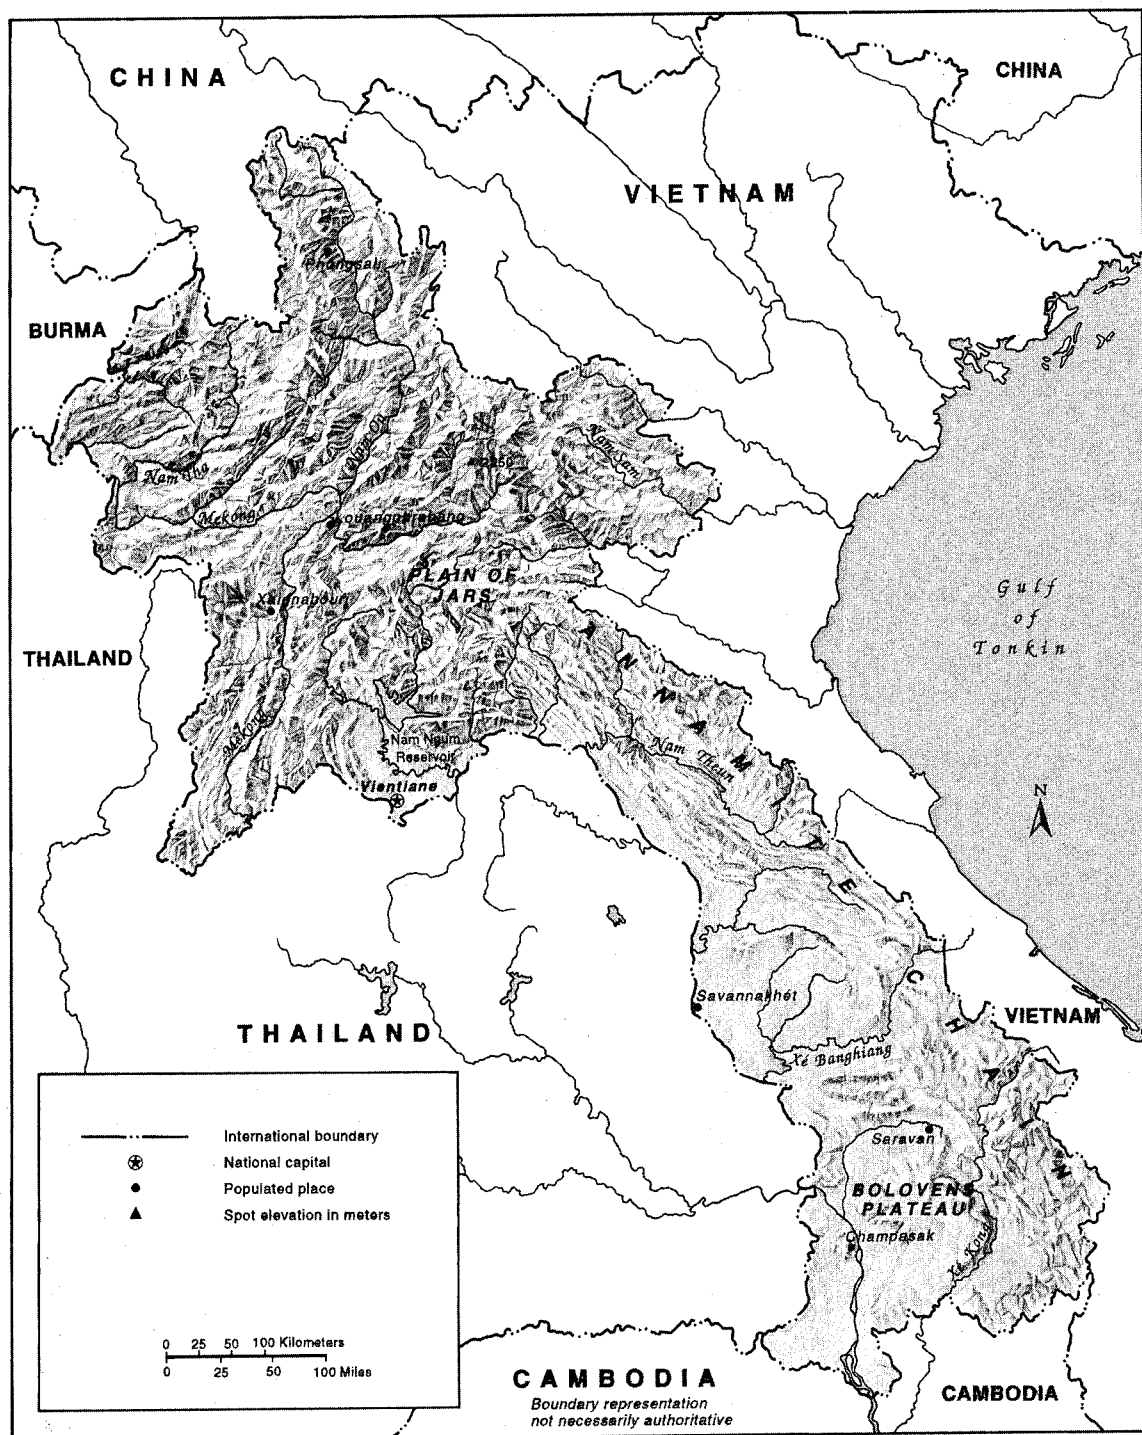 CHINA
CHINA
VIETNAM
Phôngsali
BURMA
Nam Ou
Nam Sam
Nam Tha
Mekong
Louangphrabang
PLAIN OF
JARS
Gulf
of
Tonkin
Xaignabouri
THAILAND
Mekong
Nam Ngum
Reservoir
Nam Theun
Vientiane
N
ANNAMITE CHAIN
Savannakhét
VIETNAM
THAILAND
Xé Banghiang
Saravan
BOLOVENS
PLATEAU
Champasak
Xé Kong
International boundary
National capital
Populated place
Spot elevation in meters
0 25 50 100 Kilometers
0 25 50 100 Miles
CAMBODIA
Boundary representation
not necessarily authoritative
CAMBODIA